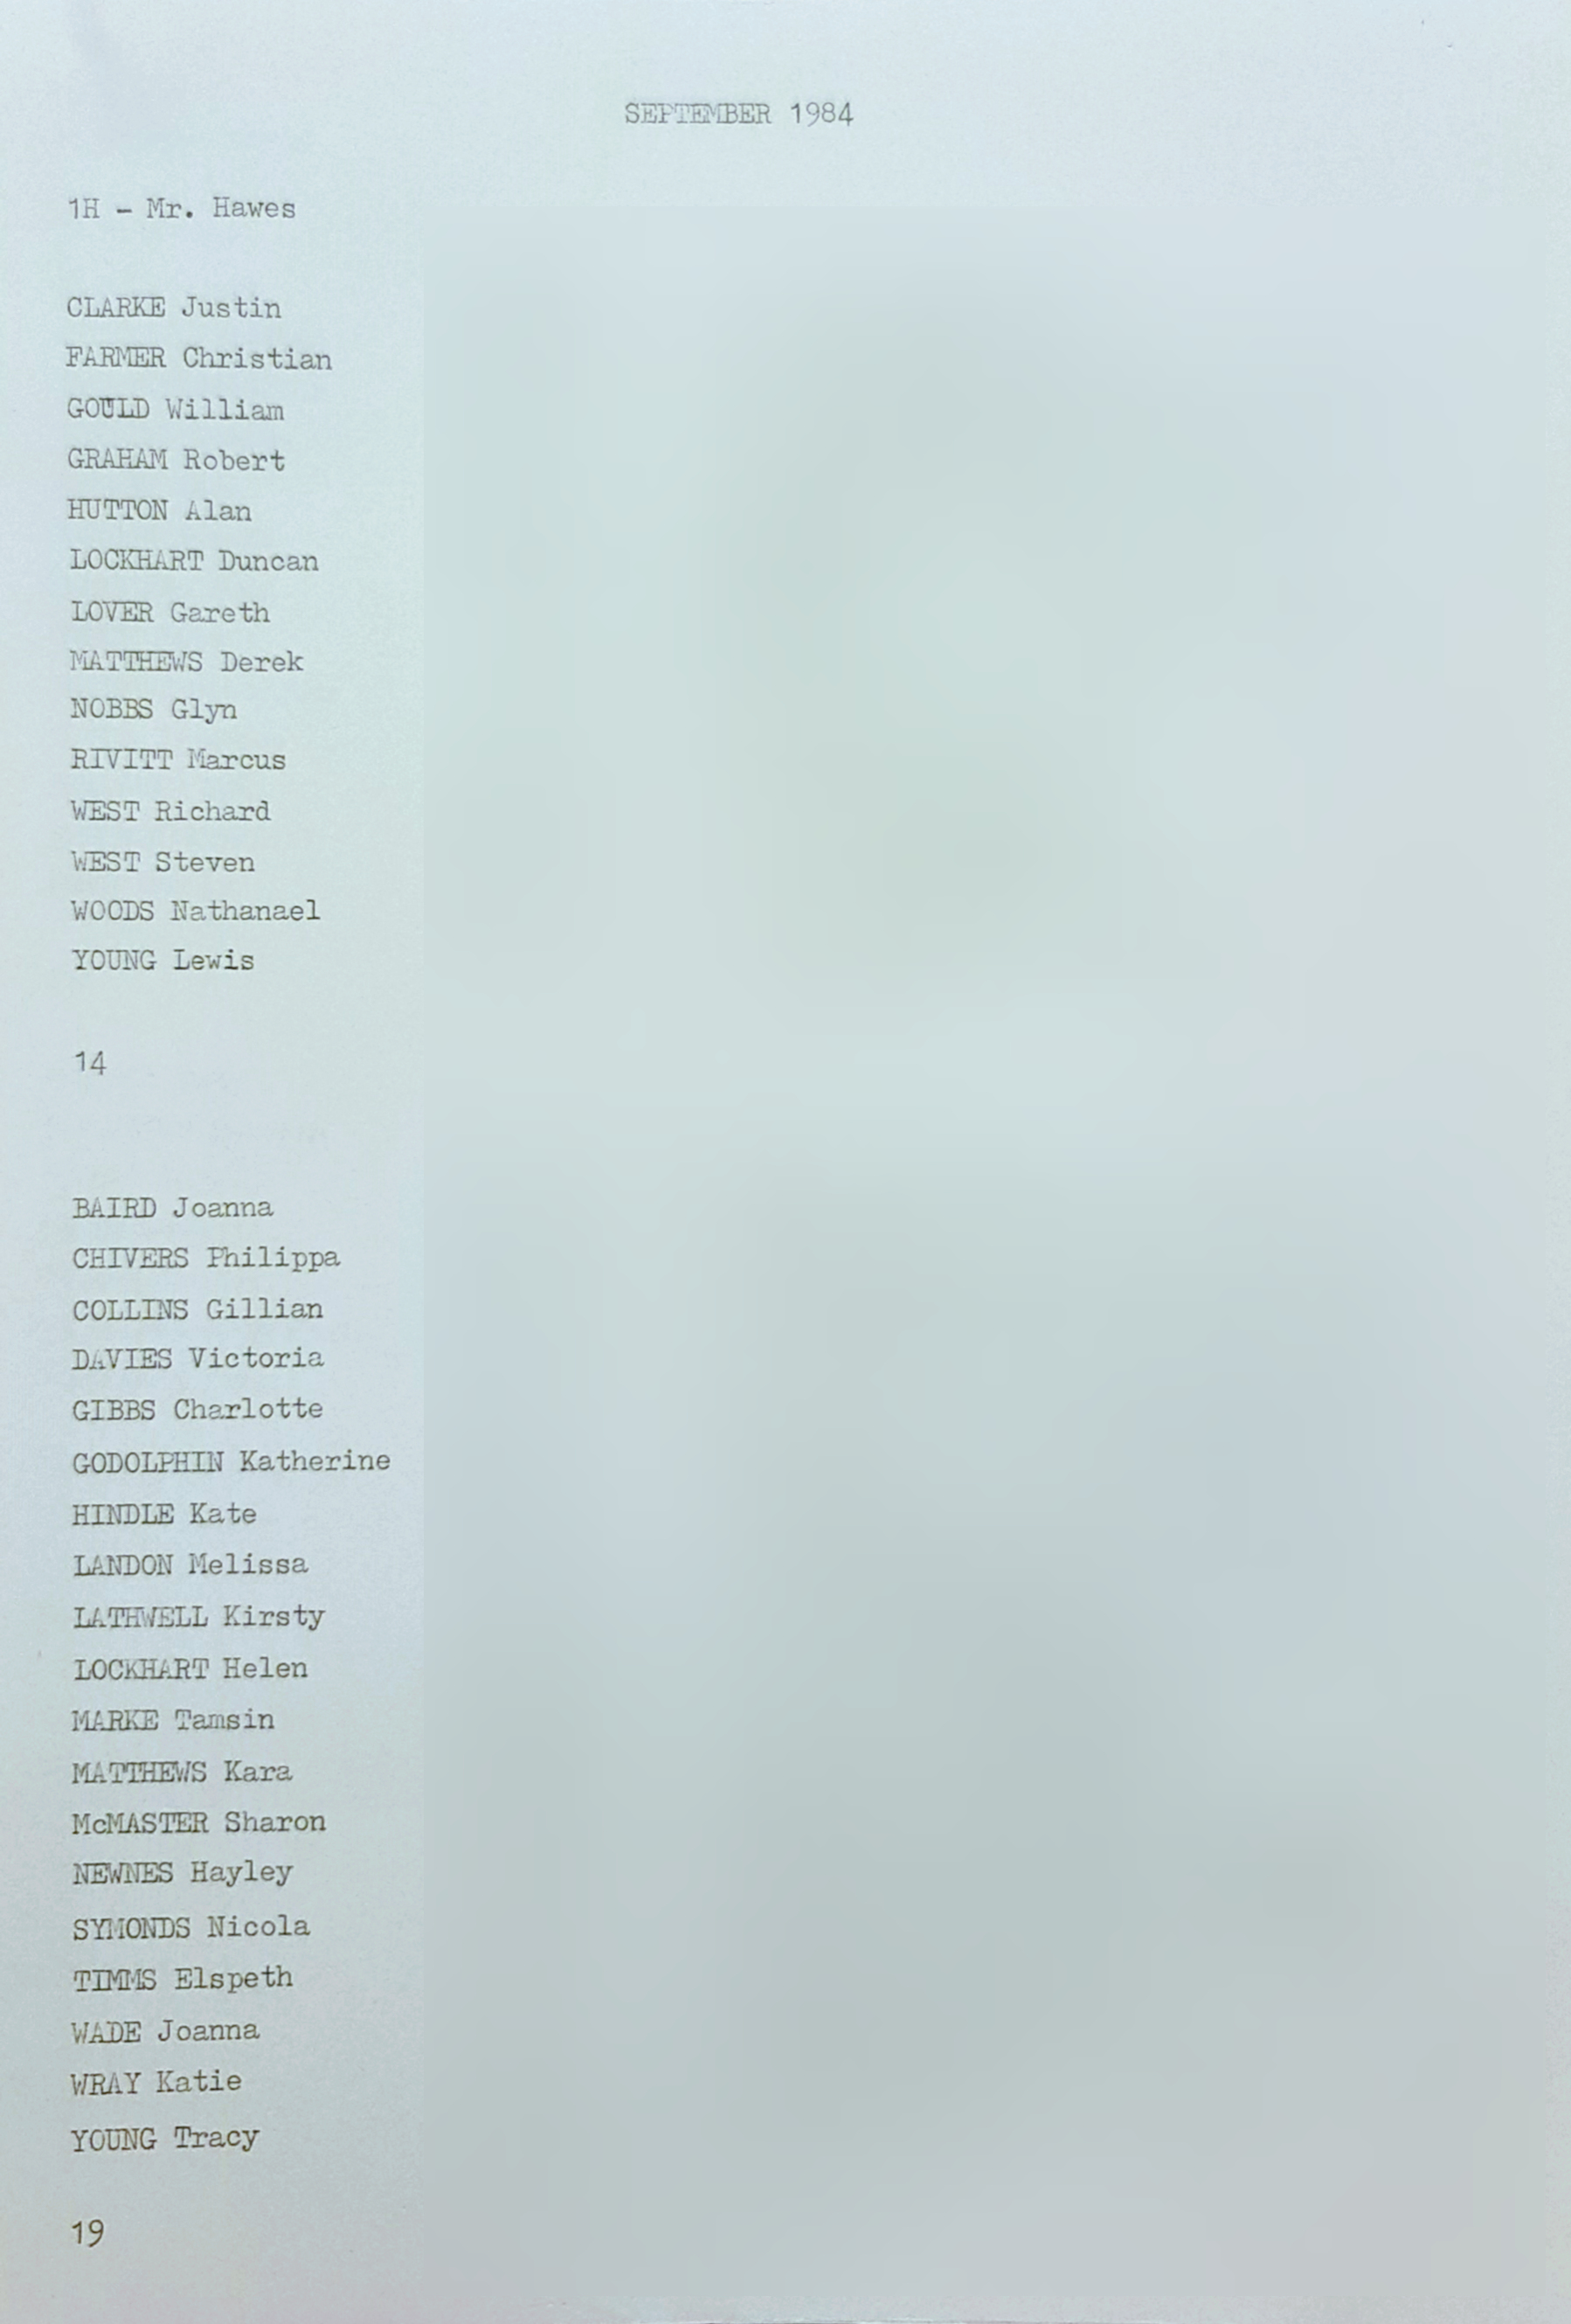 SEPTEMBER 1984
1H - Mr. Hawes
CLARKE Justin
FARMER Christian
GOULD William
GRAHAM Robert
HUTTON Alan
LOCKHART Duncan
LOVER Gareth
MATTHEWS Derek
NOBBS Glyn
RIVITT Marcus
WEST Richard
WEST Steven
WOODS Nathanael
YOUNG Lewis
14
BAIRD Joanna
CHIVERS Philippa
COLLINS Gillian
DAVIES Victoria
GIBBS Charlotte
GODOLPHIN Katherine
HINDLE Kate
LANDON Melissa
LATHWELL Kirsty
LOCKHART Helen
MARKE Tamsin
MATTHEWS Kara
McMASTER Sharon
NEWNES Hayley
SYMONDS Nicola
TIMMS Elspeth
WADE Joanna
WRAY Katie
YOUNG Tracy
19